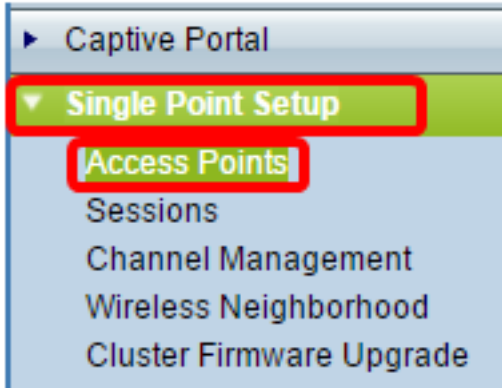 Captive Portal
Single Point Setup
Access Points
Sessions
Channel Management
Wireless Neighborhood
Cluster Firmware Upgrade